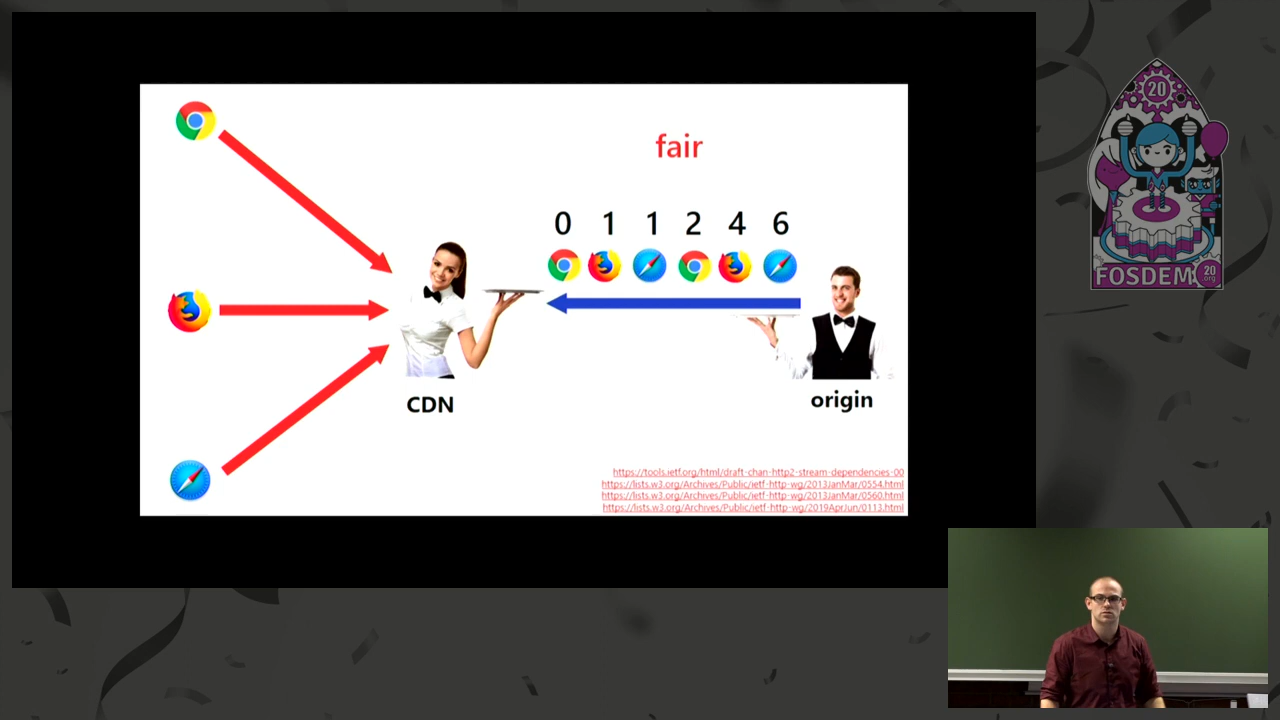 fair
0 1 1 2 4 6
CDN
origin
https://tools.ietf.org/html/draft-chan-http2-stream-dependencies-00
https://lists.w3.org/Archives/Public/ietf-http-wg/2013JanMar/0554.html
https://lists.w3.org/Archives/Public/ietf-http-wg/2013JanMar/0560.html
https://lists.w3.org/Archives/Public/ietf-http-wg/2019AprJun/0113.html
20
FOSDEM
20
.org